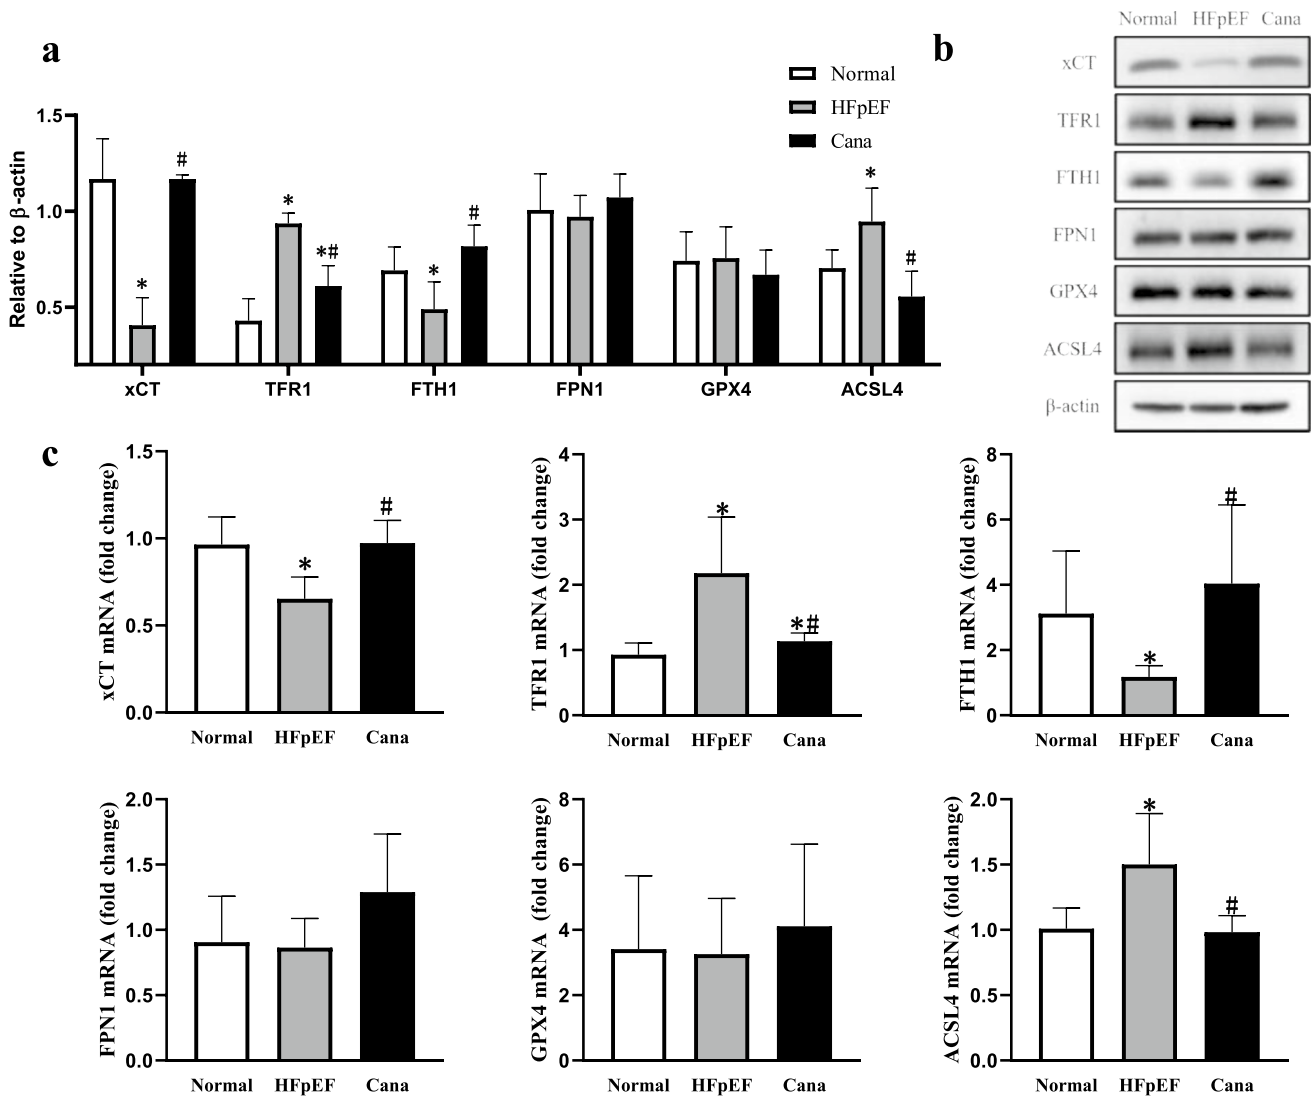 a
Normal
HFpEF
Cana
Relative to β-actin
1.5
1.0
0.5
#
*
*
*#
*
#
*
#
xCT
TFR1
FTH1
FPN1
GPX4
ACSL4
b
Normal HFpEF Cana
xCT
TFR1
FTH1
FPN1
GPX4
ACSL4
β-actin
c
xCT mRNA (fold change)
1.5
1.0
0.5
0.0
*
#
Normal HFpEF Cana
TFR1 mRNA (fold change)
4
3
2
1
0
*
*#
Normal HFpEF Cana
FTH1 mRNA (fold change)
8
6
4
2
0
*
#
Normal HFpEF Cana
FPN1 mRNA (fold change)
2.0
1.5
1.0
0.5
0.0
Normal HFpEF Cana
GPX4 mRNA (fold change)
8
6
4
2
0
Normal HFpEF Cana
ACSL4 mRNA (fold change)
2.0
1.5
1.0
0.5
0.0
*
#
Normal HFpEF Cana